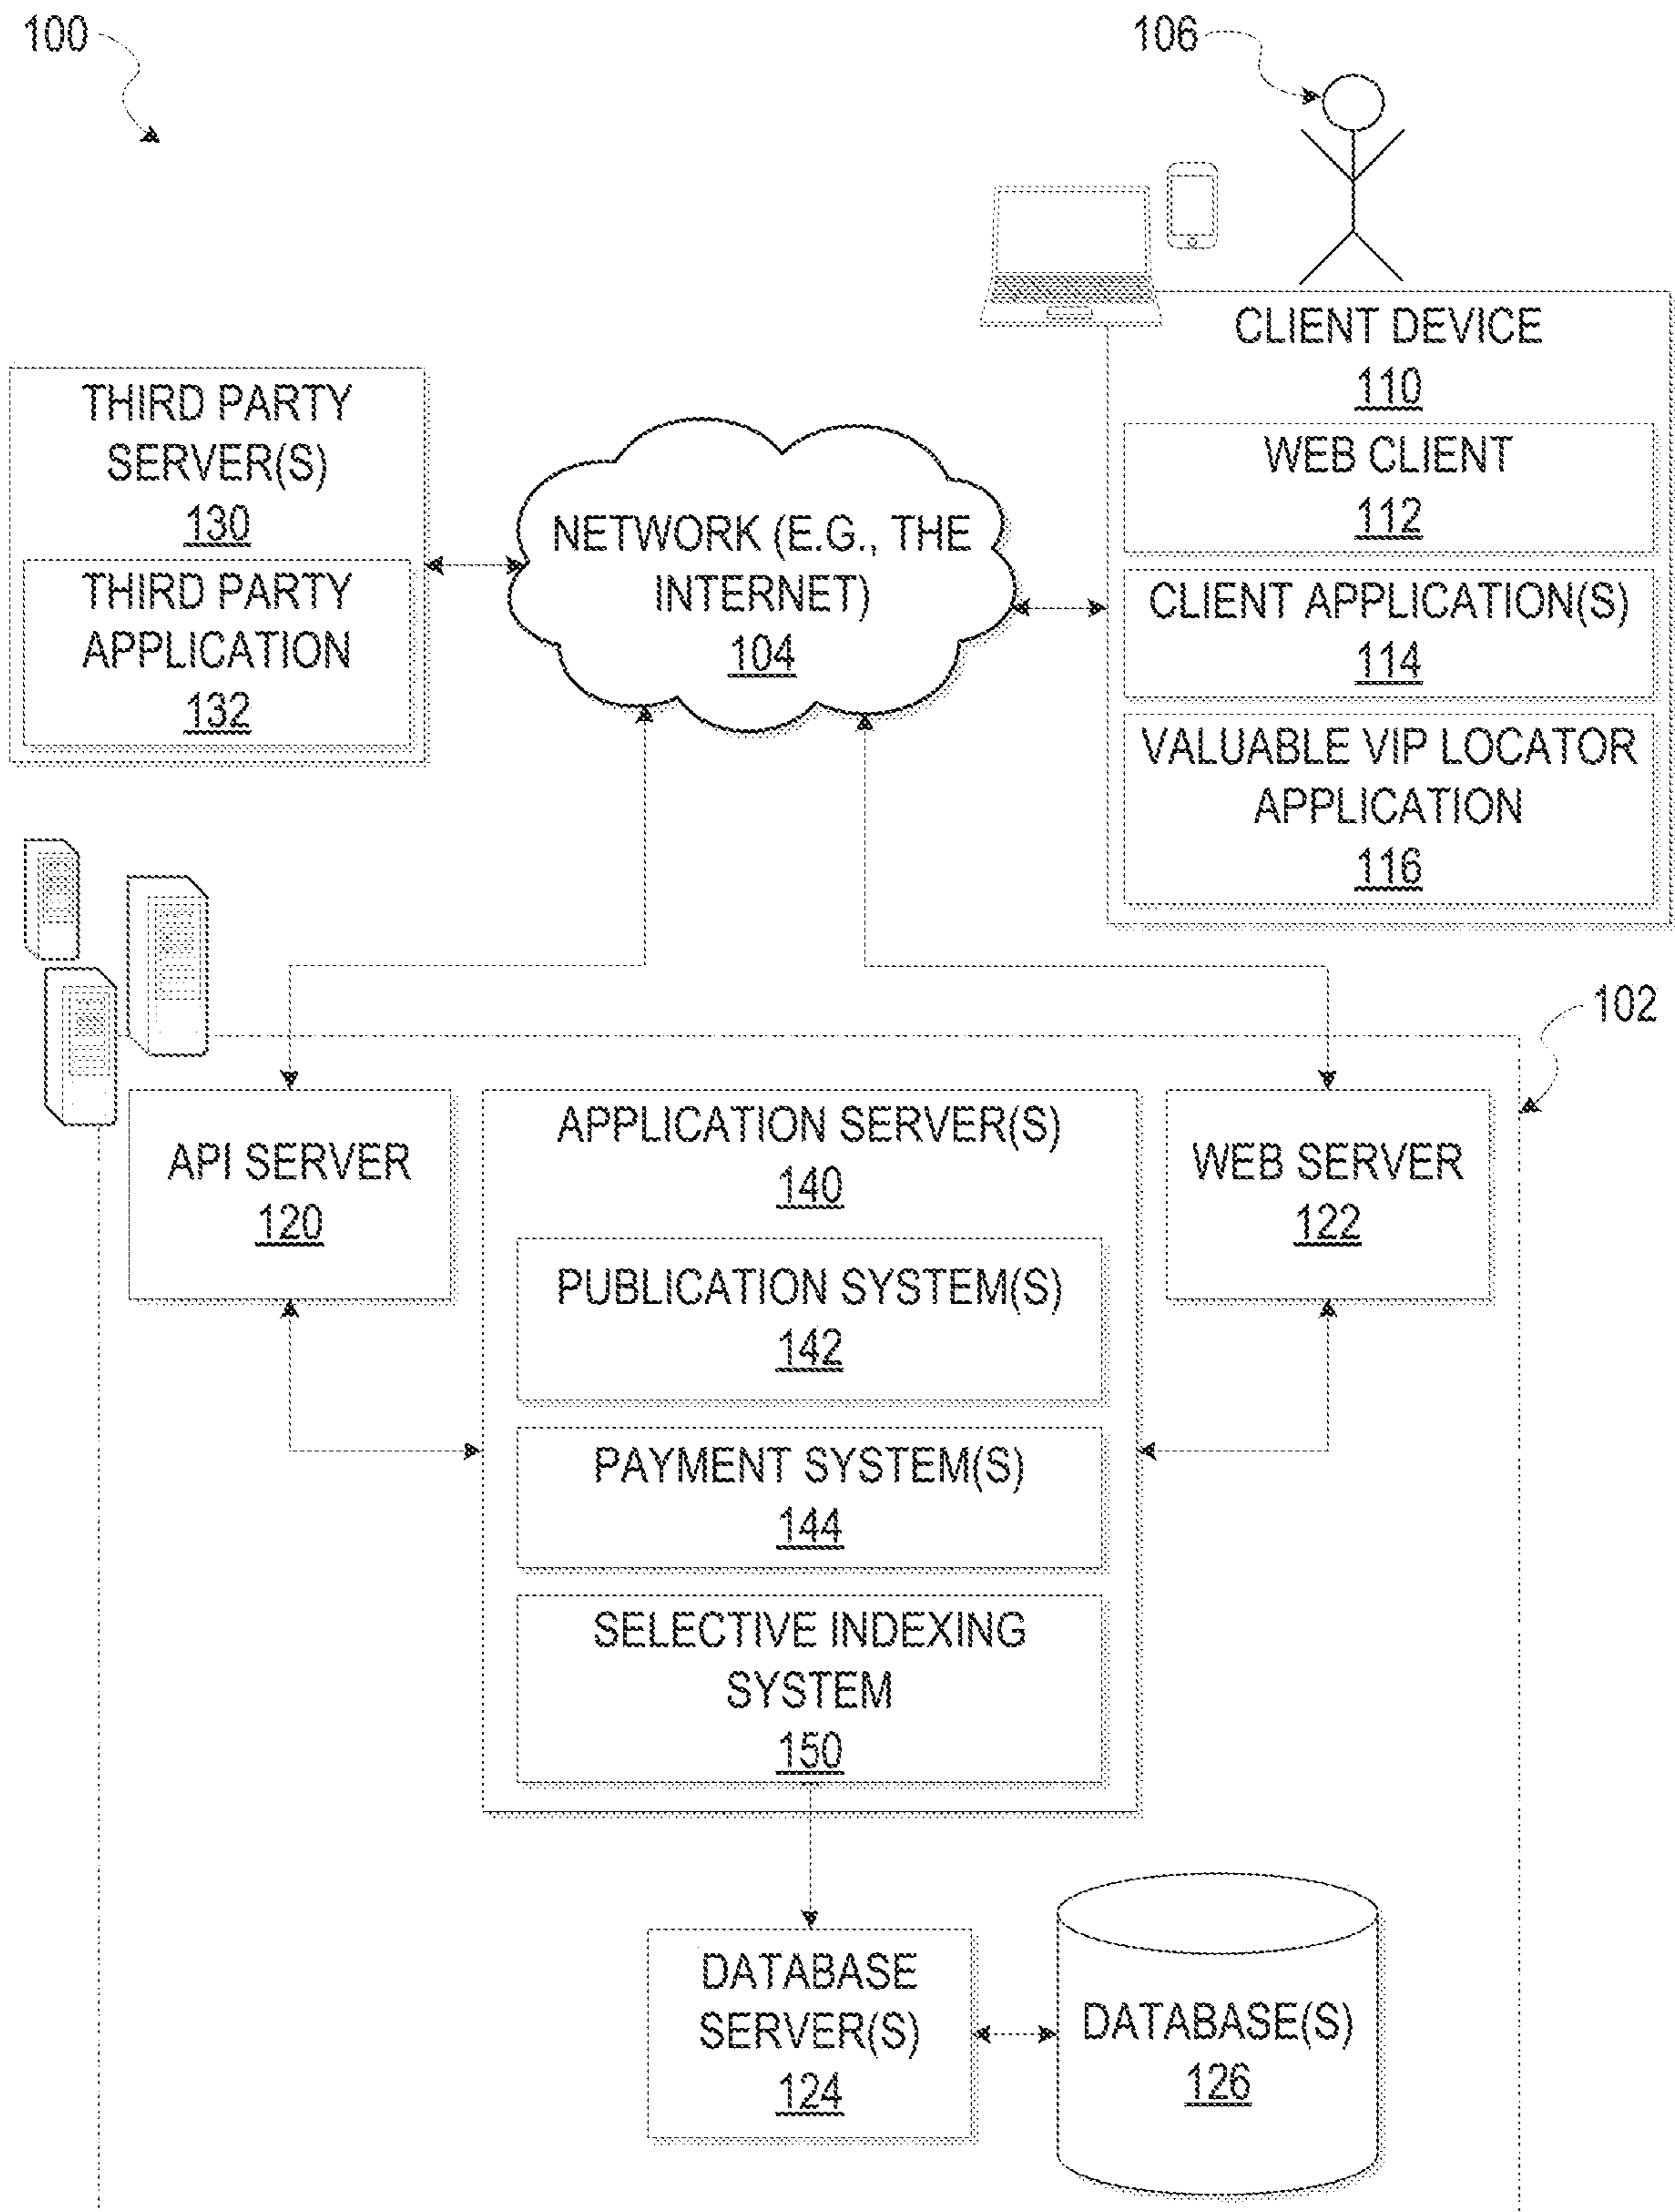 100
106
CLIENT DEVICE
110
WEB CLIENT
112
CLIENT APPLICATION(S)
114
VALUABLE VIP LOCATOR
APPLICATION
116
THIRD PARTY
SERVER(S)
130
THIRD PARTY
APPLICATION
132
NETWORK (E.G., THE
INTERNET)
104
102
API SERVER
120
APPLICATION SERVER(S)
140
PUBLICATION SYSTEM(S)
142
PAYMENT SYSTEM(S)
144
SELECTIVE INDEXING
SYSTEM
150
WEB SERVER
122
DATABASE
SERVER(S)
124
DATABASE(S)
126